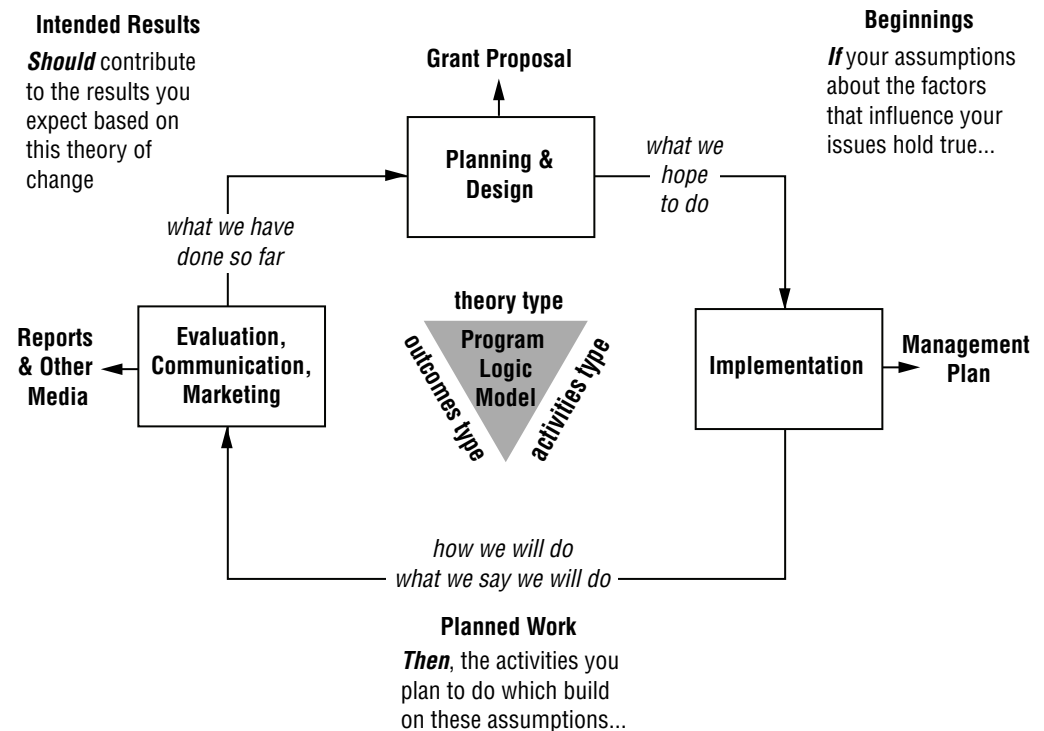 Intended Results
Should contribute
to the results you
expect based on
this theory of
change
Beginnings
If your assumptions
about the factors
that influence your
issues hold true...
Grant Proposal
Planning &
Design
what we
hope
to do
what we have
done so far
Reports
& Other
Media
Evaluation,
Communication,
Marketing
theory type
outcomes type
Program
Logic
Model
activities type
Implementation
Management
Plan
how we will do
what we say we will do
Planned Work
Then, the activities you
plan to do which build
on these assumptions...